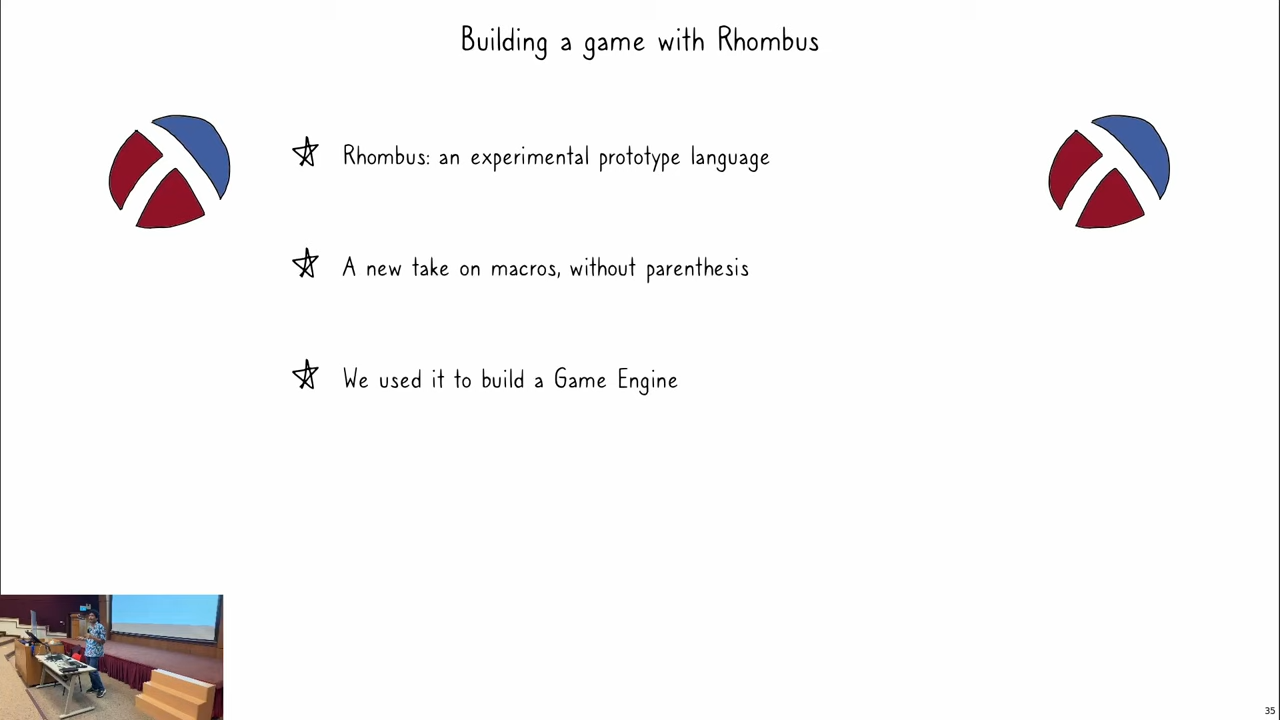 Building a game with Rhombus
Rhombus: an experimental prototype language
A new take on macros, without parenthesis
We used it to build a Game Engine
35